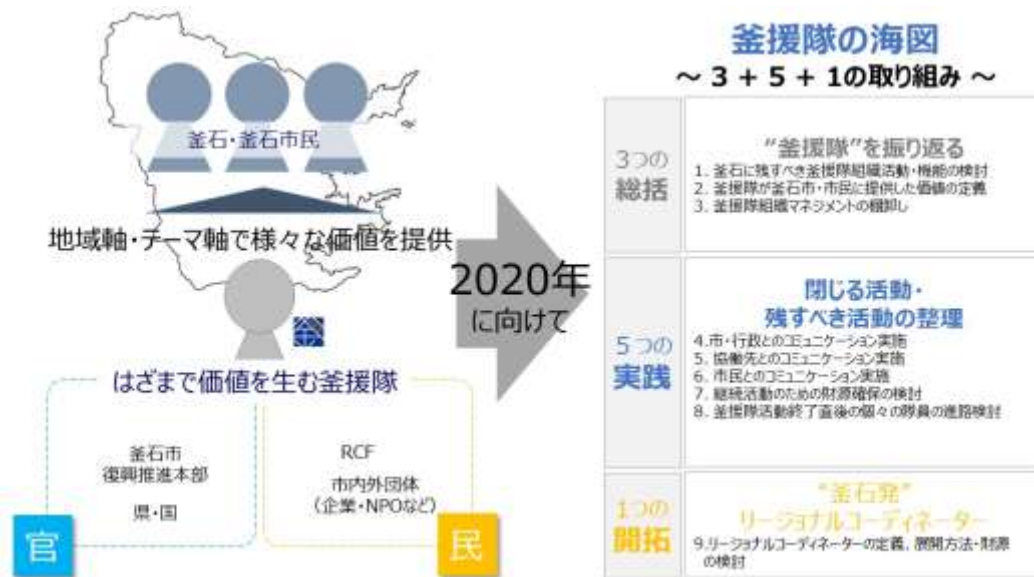 釜石・釜石市民
地域軸・テーマ軸で様々な価値を提供
はざまで価値を生む釜援隊
釜石市
復興推進本部
県・国
官
RCF
市内外団体
(企業・NPOなど)
民
2020年
に向けて
釜援隊の海図
～ 3 + 5 + 1の取り組み ～
3つの
総括
“釜援隊”を振り返る
1. 釜石に残すべき釜援隊組織活動・機能の検討
2. 釜援隊が釜石市・市民に提供した価値の定義
3. 釜援隊組織マネジメントの棚卸し
5つの
実践
閉じる活動・
残すべき活動の整理
4.市・行政とのコミュニケーション実施
5. 協働先とのコミュニケーション実施
6. 市民とのコミュニケーション実施
7. 継続活動のための財源確保の検討
8. 釜援隊活動終了直後の個々の隊員の進路検討
1つの
開拓
“釜石発”
リージョナルコーディネーター
9.リージョナルコーディネーターの定義、展開方法・財源
の検討